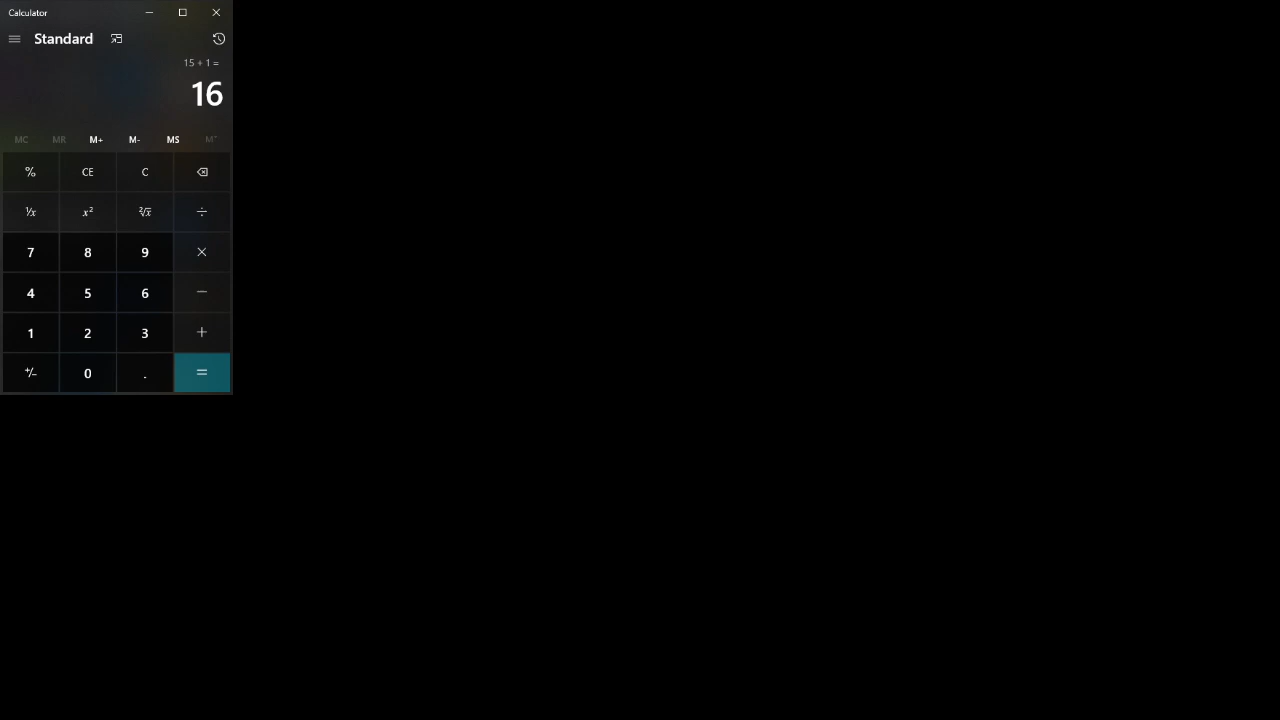 Calculator
Standard
15 + 1 =
16
MC MR M+ M- MS M˅
% CE C
¹/x x² ²√x ÷
7 8 9 ×
4 5 6 −
1 2 3 +
+/− 0 . =